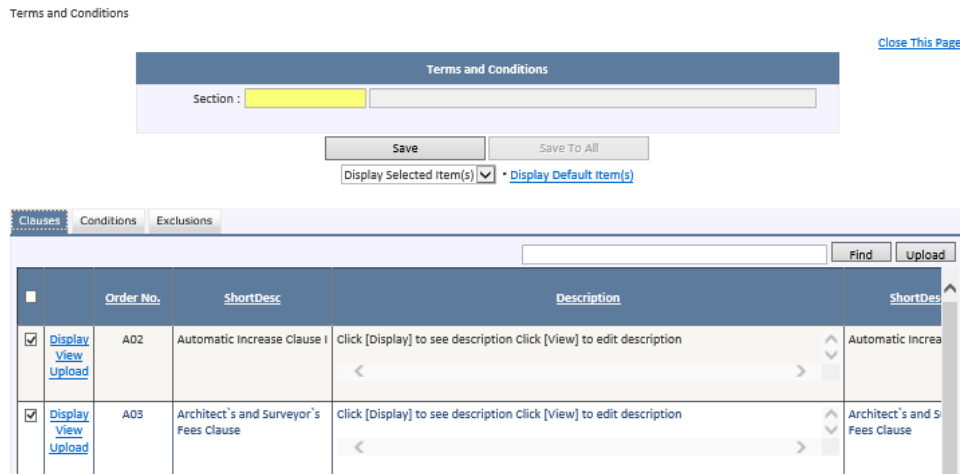 Terms and Conditions
Close This Page
Terms and Conditions
Section :
Save Save To All
Display Selected Item(s) • Display Default Item(s)
Clauses Conditions Exclusions
Find Upload
Order No. ShortDesc Description ShortDes
Display A02 Automatic Increase Clause I Click [Display] to see description Click [View] to edit description Automatic Increa
View
Upload
Display A03 Architect`s and Surveyor`s Click [Display] to see description Click [View] to edit description Architect`s and S
View Fees Clause Fees Clause
Upload